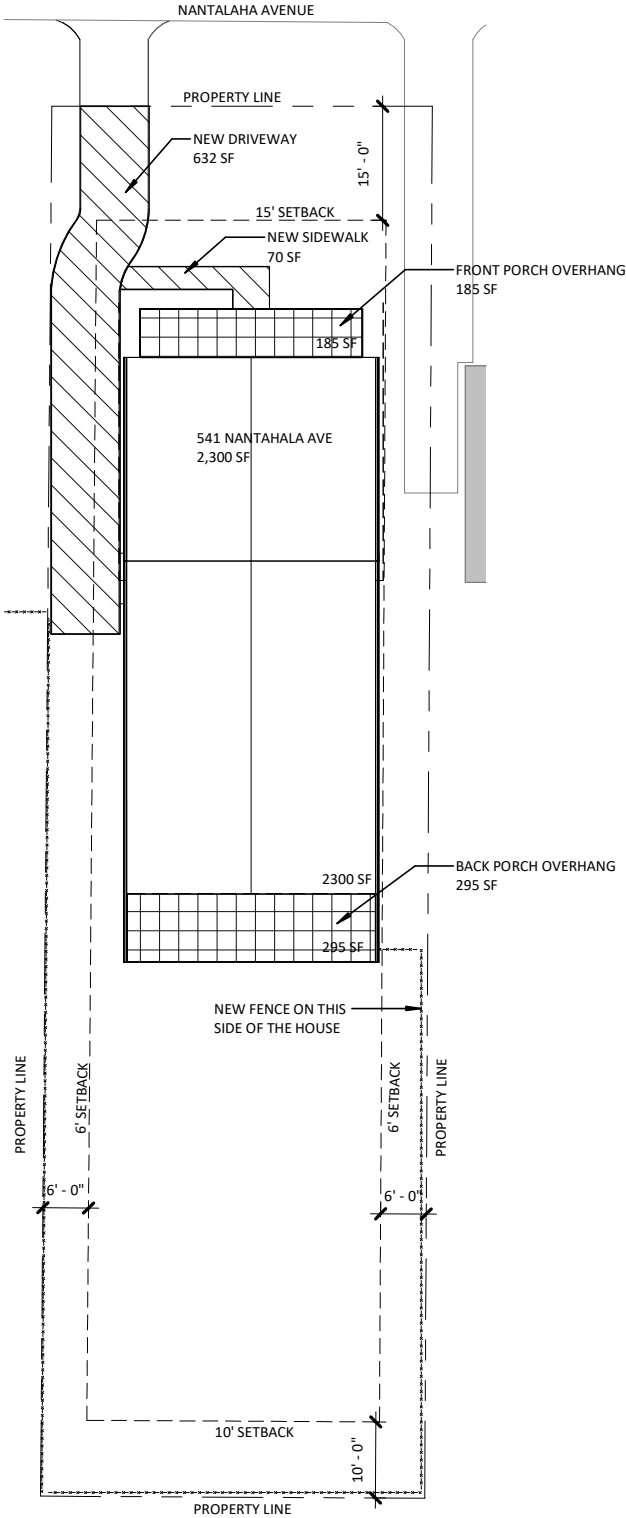 NANTALAHA AVENUE
PROPERTY LINE
NEW DRIVEWAY
632 SF
15' - 0"
15' SETBACK
NEW SIDEWALK
70 SF
FRONT PORCH OVERHANG
185 SF
185 SF
541 NANTAHALA AVE
2,300 SF
2300 SF
BACK PORCH OVERHANG
295 SF
295 SF
NEW FENCE ON THIS
SIDE OF THE HOUSE
PROPERTY LINE
6' SETBACK
6' SETBACK
PROPERTY LINE
6' - 0"
6' - 0"
10' SETBACK
10' - 0"
PROPERTY LINE